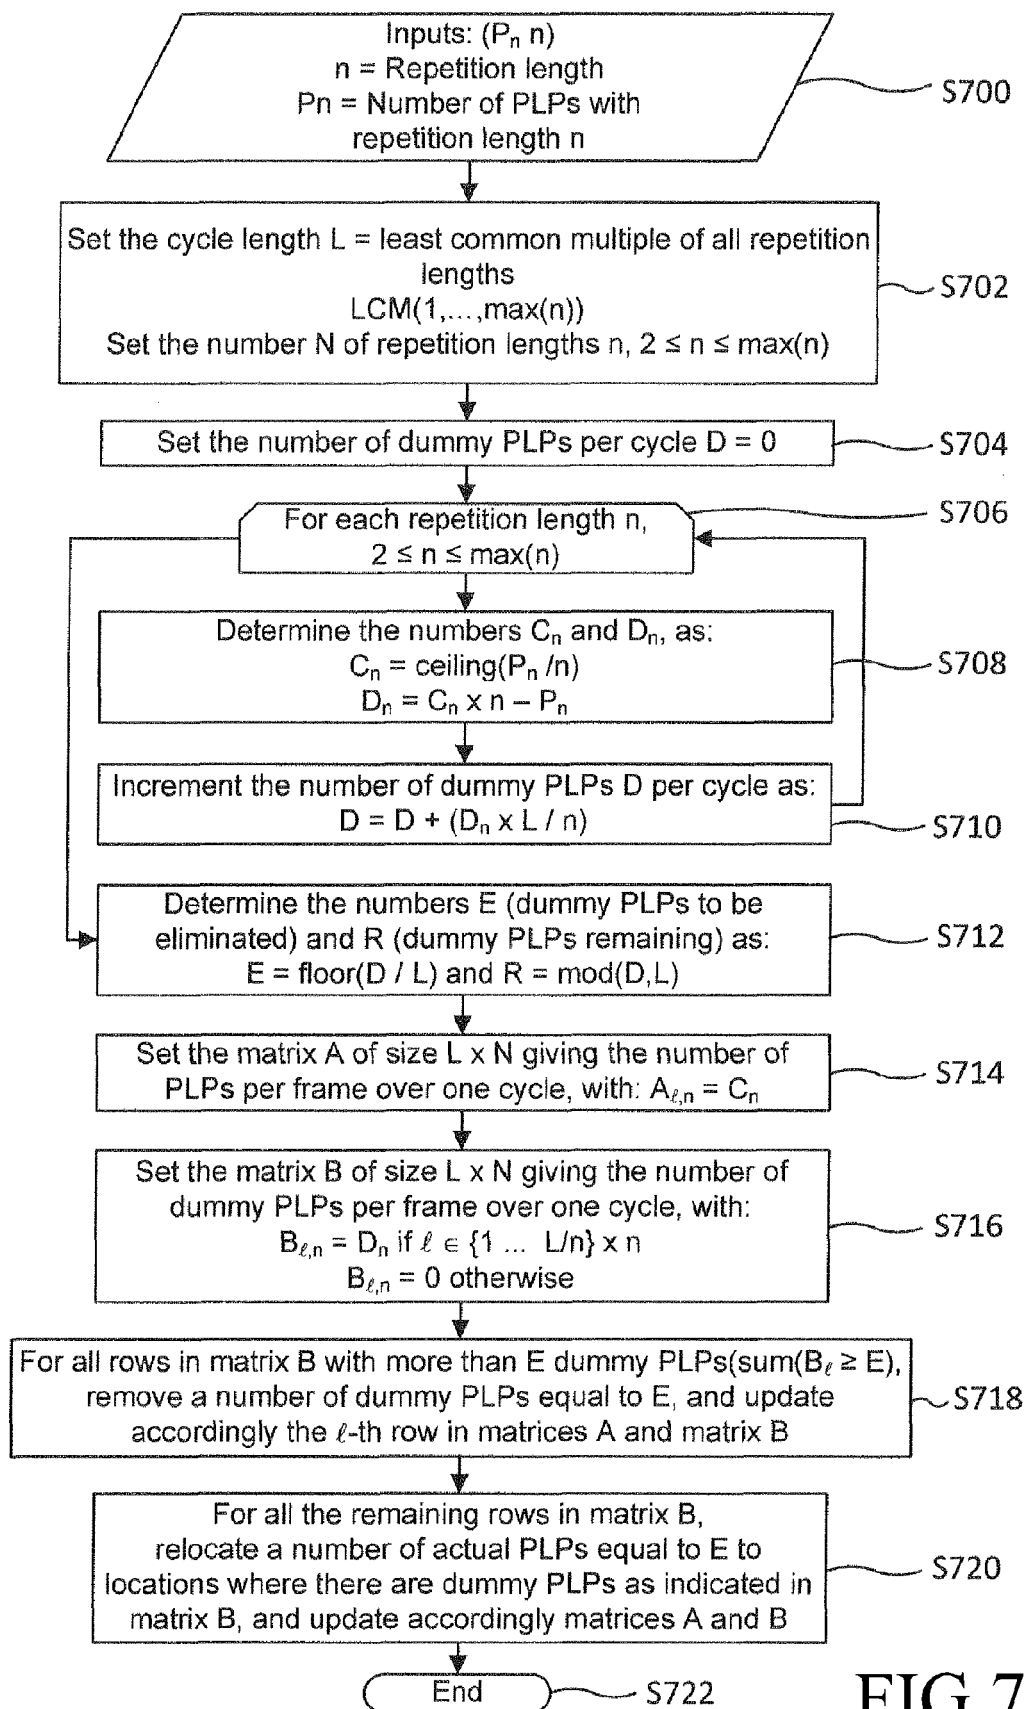 Inputs: (Pn n)
n = Repetition length
Pn = Number of PLPs with
repetition length n
S700
Set the cycle length L = least common multiple of all repetition
lengths
LCM(1,...,max(n))
Set the number N of repetition lengths n, 2 ≤ n ≤ max(n)
S702
Set the number of dummy PLPs per cycle D = 0
S704
For each repetition length n,
2 ≤ n ≤ max(n)
S706
Determine the numbers Cn and Dn, as:
Cn = ceiling(Pn /n)
Dn = Cn x n – Pn
S708
Increment the number of dummy PLPs D per cycle as:
D = D + (Dn x L / n)
S710
Determine the numbers E (dummy PLPs to be
eliminated) and R (dummy PLPs remaining) as:
E = floor(D / L) and R = mod(D,L)
S712
Set the matrix A of size L x N giving the number of
PLPs per frame over one cycle, with: Aℓ,n = Cn
S714
Set the matrix B of size L x N giving the number of
dummy PLPs per frame over one cycle, with:
Bℓ,n = Dn if ℓ ∈ {1 ... L/n} x n
Bℓ,n = 0 otherwise
S716
For all rows in matrix B with more than E dummy PLPs(sum(Bℓ ≥ E),
remove a number of dummy PLPs equal to E, and update
accordingly the ℓ-th row in matrices A and matrix B
S718
For all the remaining rows in matrix B,
relocate a number of actual PLPs equal to E to
locations where there are dummy PLPs as indicated in
matrix B, and update accordingly matrices A and B
S720
End
S722
FIG 7